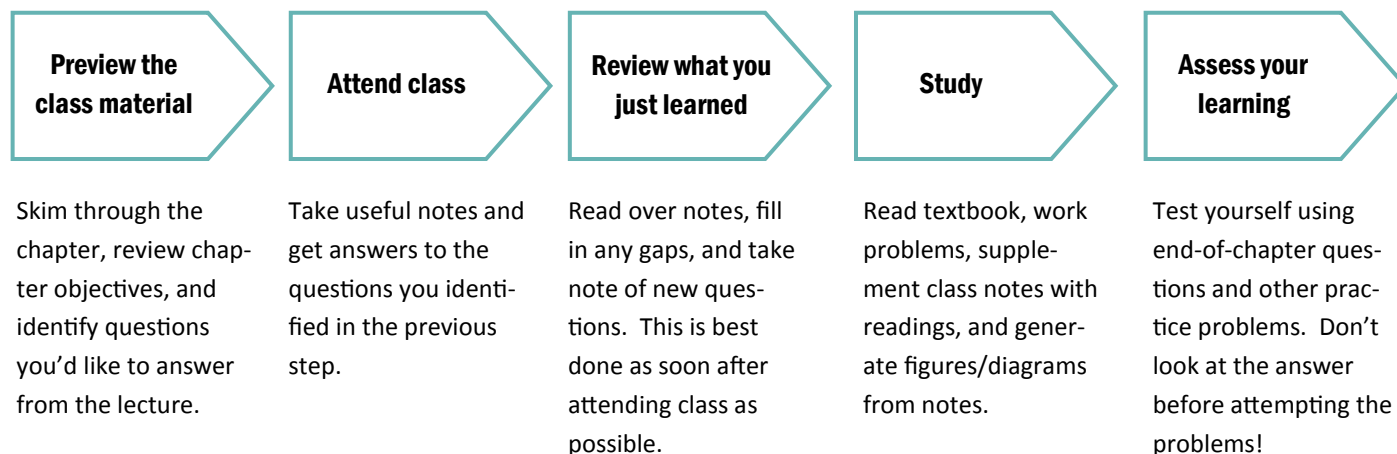 Preview the
class material
Attend class
Review what you
just learned
Study
Assess your
learning
Skim through the
chapter, review chap-
ter objectives, and
identify questions
you'd like to answer
from the lecture.
Take useful notes and
get answers to the
questions you identi-
fied in the previous
step.
Read over notes, fill
in any gaps, and take
note of new ques-
tions.  This is best
done as soon after
attending class as
possible.
Read textbook, work
problems, supple-
ment class notes with
readings, and gener-
ate figures/diagrams
from notes.
Test yourself using
end-of-chapter ques-
tions and other prac-
tice problems.  Don't
look at the answer
before attempting the
problems!